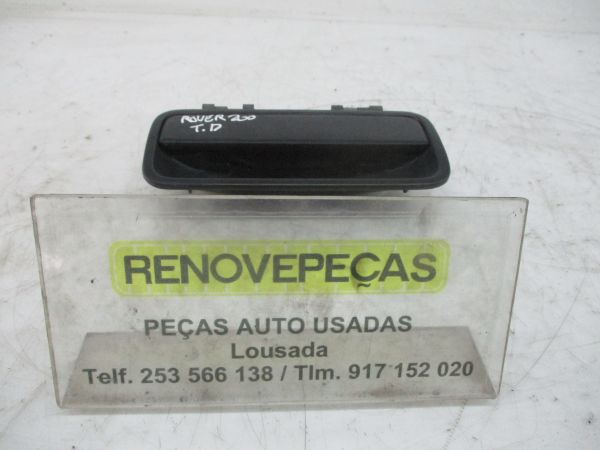 ROVER 200
T.D
RENOVEPEÇAS
PEÇAS AUTO USADAS
Lousada
Telf. 253 566 138 / Tlm. 917 152 020